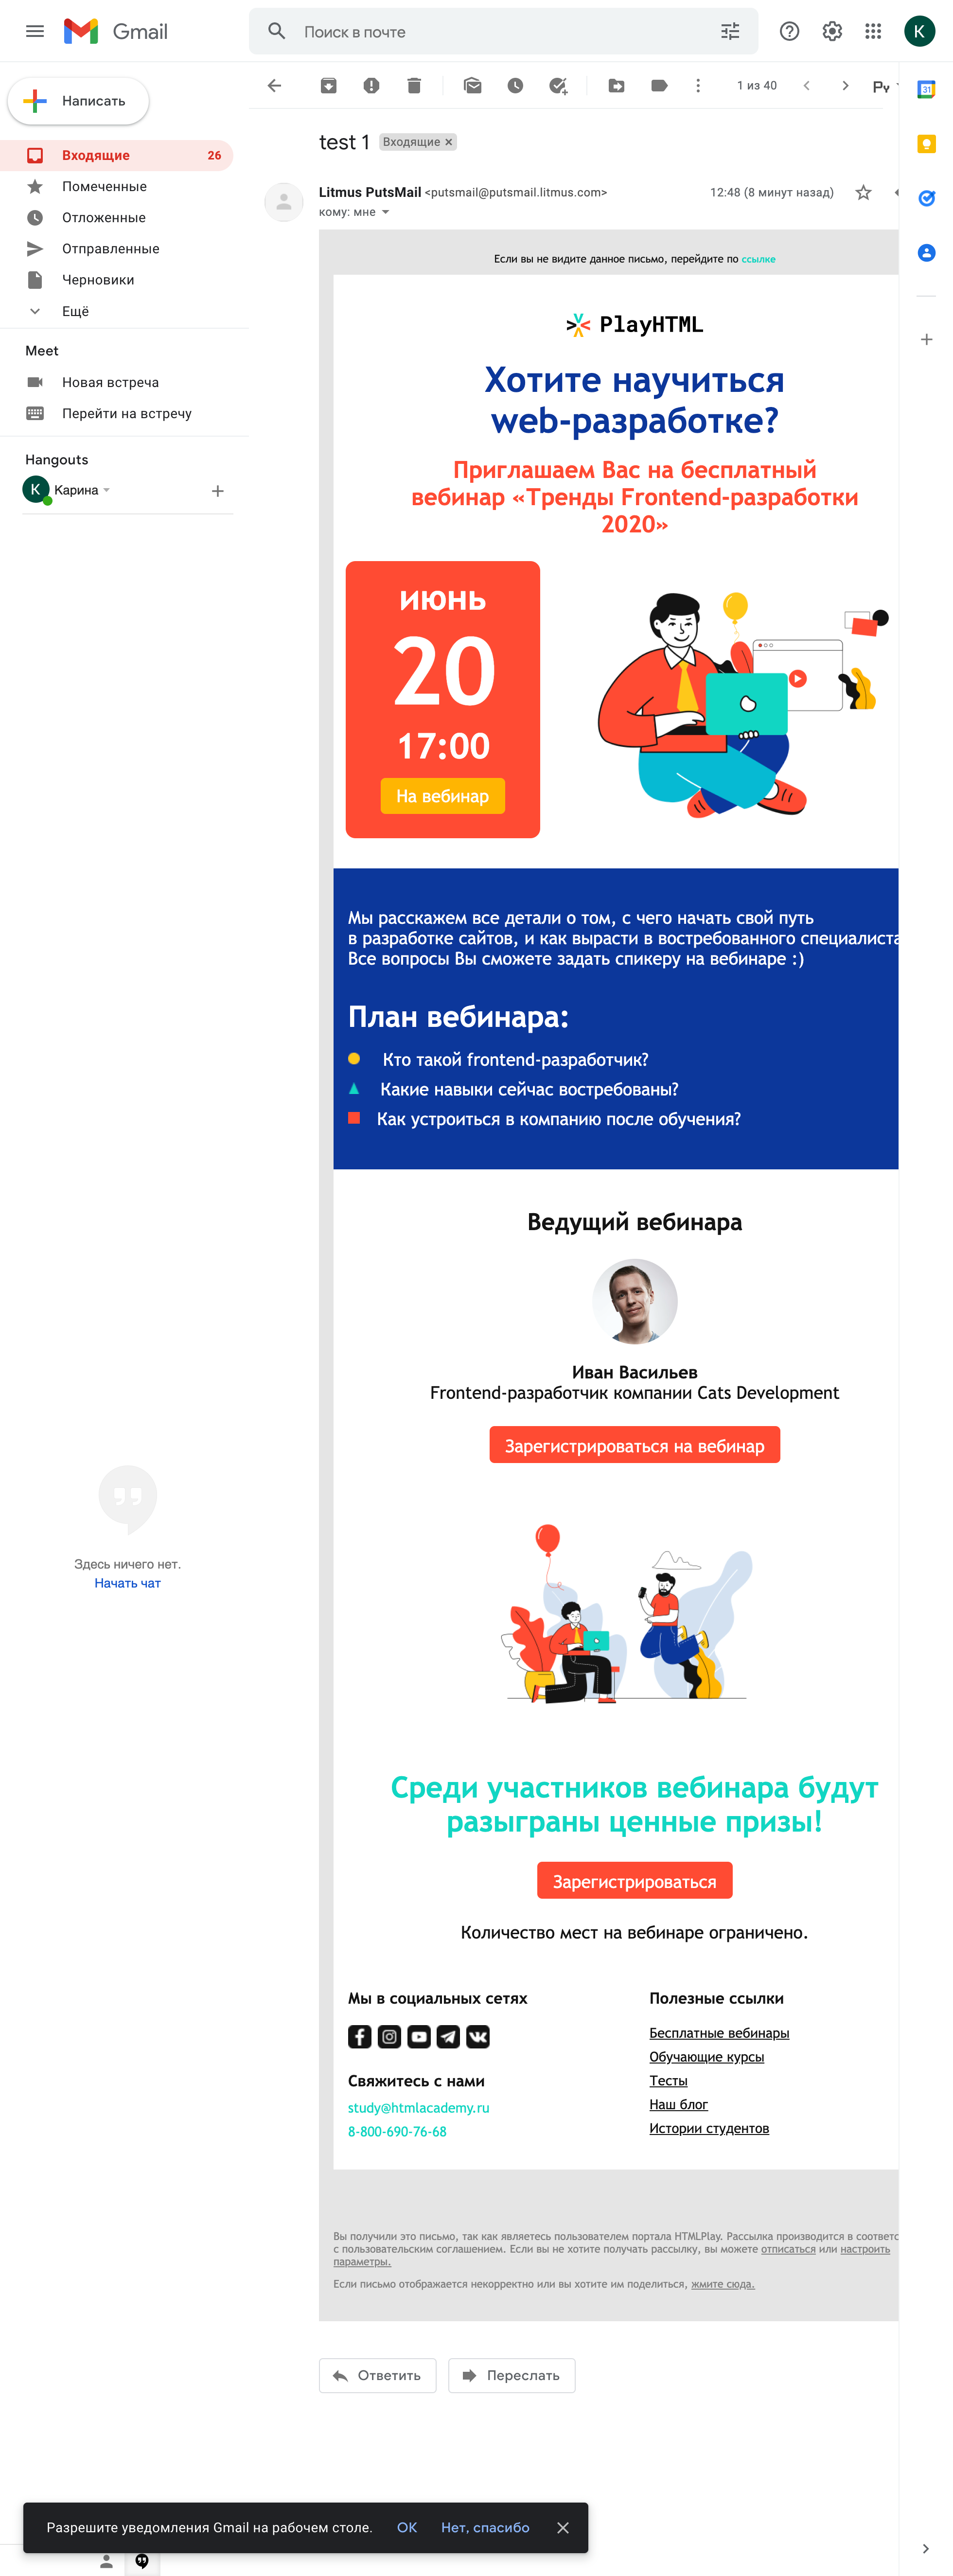 Gmail
Поиск в почте
K
Написать
1 из 40
31
Входящие 26
Помеченные
Отложенные
Отправленные
Черновики
Ещё
Meet
Новая встреча
Перейти на встречу
Hangouts
K Карина
Здесь ничего нет.
Начать чат
test 1 Входящие ×
Litmus PutsMail <putsmail@putsmail.litmus.com> 12:48 (8 минут назад)
кому: мне
Если вы не видите данное письмо, перейдите по ссылке
PlayHTML
Хотите научиться
web-разработке?
Приглашаем Вас на бесплатный
вебинар «Тренды Frontend-разработки
2020»
июнь
20
17:00
На вебинар
Мы расскажем все детали о том, с чего начать свой путь
в разработке сайтов, и как вырасти в востребованного специалиста
Все вопросы Вы сможете задать спикеру на вебинаре :)
План вебинара:
Кто такой frontend-разработчик?
Какие навыки сейчас востребованы?
Как устроиться в компанию после обучения?
Ведущий вебинара
Иван Васильев
Frontend-разработчик компании Cats Development
Зарегистрироваться на вебинар
Среди участников вебинара будут
разыграны ценные призы!
Зарегистрироваться
Количество мест на вебинаре ограничено.
Мы в социальных сетях
Свяжитесь с нами
study@htmlacademy.ru
8-800-690-76-68
Полезные ссылки
Бесплатные вебинары
Обучающие курсы
Тесты
Наш блог
Истории студентов
Вы получили это письмо, так как являетесь пользователем портала HTMLPlay. Рассылка производится в
с пользовательским соглашением. Если вы не хотите получать рассылку, вы можете отписаться или настроить
параметры.
Если письмо отображается некорректно или вы хотите им поделиться, жмите сюда.
Ответить
Переслать
Разрешите уведомления Gmail на рабочем столе. ОК Нет, спасибо